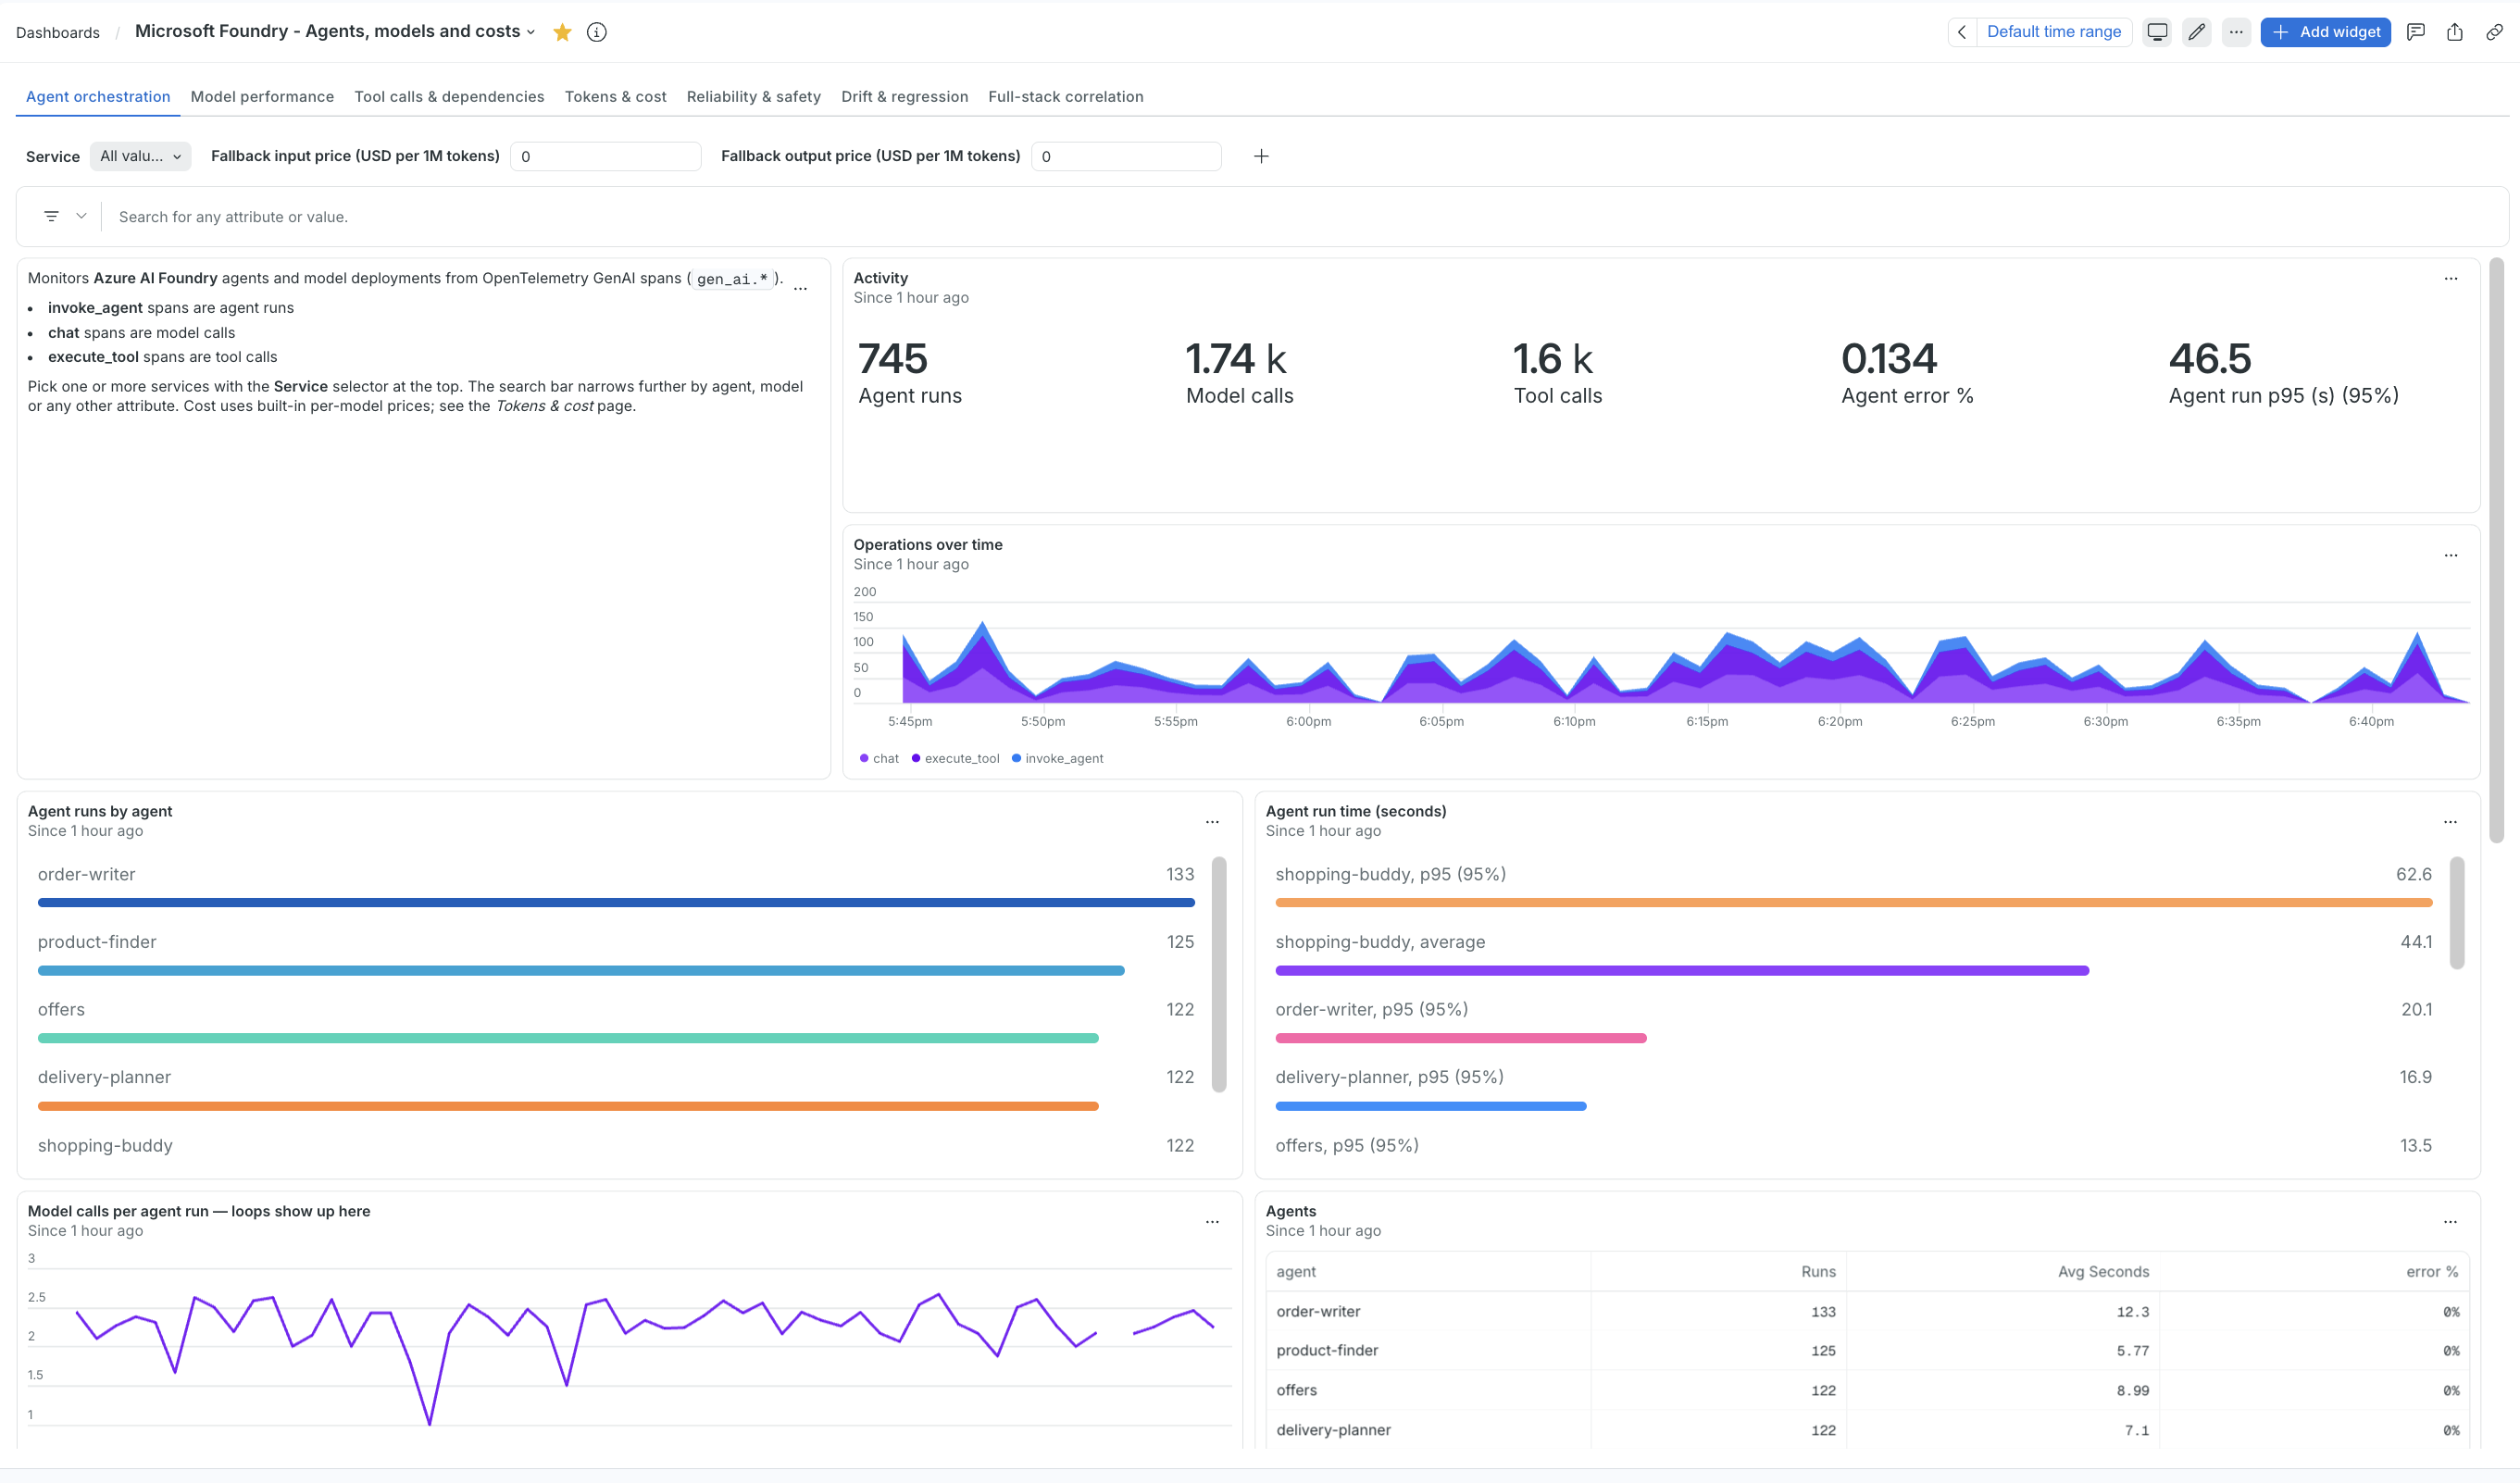 Dashboards / Microsoft Foundry - Agents, models and costs
Default time range
Add widget
Agent orchestration Model performance Tool calls & dependencies Tokens & cost Reliability & safety Drift & regression Full-stack correlation
Service All valu... Fallback input price (USD per 1M tokens) 0 Fallback output price (USD per 1M tokens) 0
Search for any attribute or value.
Monitors Azure AI Foundry agents and model deployments from OpenTelemetry GenAI spans (gen_ai.*).
• invoke_agent spans are agent runs
• chat spans are model calls
• execute_tool spans are tool calls
Pick one or more services with the Service selector at the top. The search bar narrows further by agent, model
or any other attribute. Cost uses built-in per-model prices; see the Tokens & cost page.
Activity
Since 1 hour ago
745 1.74 k 1.6 k 0.134 46.5
Agent runs Model calls Tool calls Agent error % Agent run p95 (s) (95%)
Operations over time
Since 1 hour ago
200
150
100
50
0
5:45pm 5:50pm 5:55pm 6:00pm 6:05pm 6:10pm 6:15pm 6:20pm 6:25pm 6:30pm 6:35pm 6:40pm
chat execute_tool invoke_agent
Agent runs by agent
Since 1 hour ago
order-writer 133
product-finder 125
offers 122
delivery-planner 122
shopping-buddy 122
Agent run time (seconds)
Since 1 hour ago
shopping-buddy, p95 (95%) 62.6
shopping-buddy, average 44.1
order-writer, p95 (95%) 20.1
delivery-planner, p95 (95%) 16.9
offers, p95 (95%) 13.5
Model calls per agent run — loops show up here
Since 1 hour ago
3
2.5
2
1.5
1
Agents
Since 1 hour ago
agent Runs Avg Seconds error %
order-writer 133 12.3 0%
product-finder 125 5.77 0%
offers 122 8.99 0%
delivery-planner 122 7.1 0%